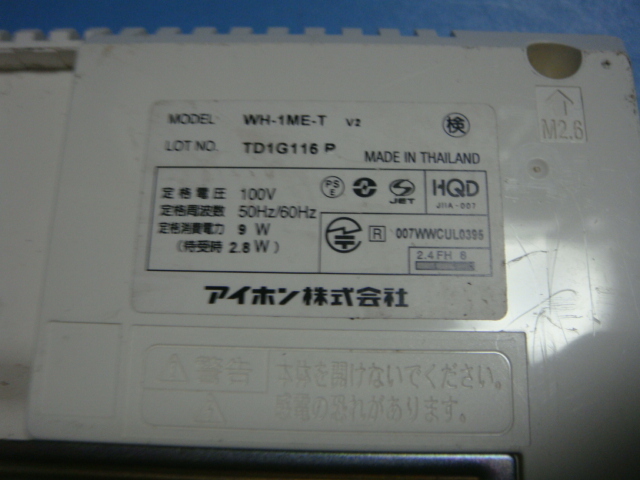 MODEL WH-1ME-T V2
検
LOT NO. TD1G116 P MADE IN THAILAND
M2.6
定格電圧 100V
定格周波数 50Hz/60Hz
定格消費電力 9 W
(待受時 2.8 W)
PS E
JET
HQD
JIIA-007
R 007WWCUL0395
2.4 FH 8
アイホン株式会社
警告
本体を開けないでください。
感電の恐れがあります。